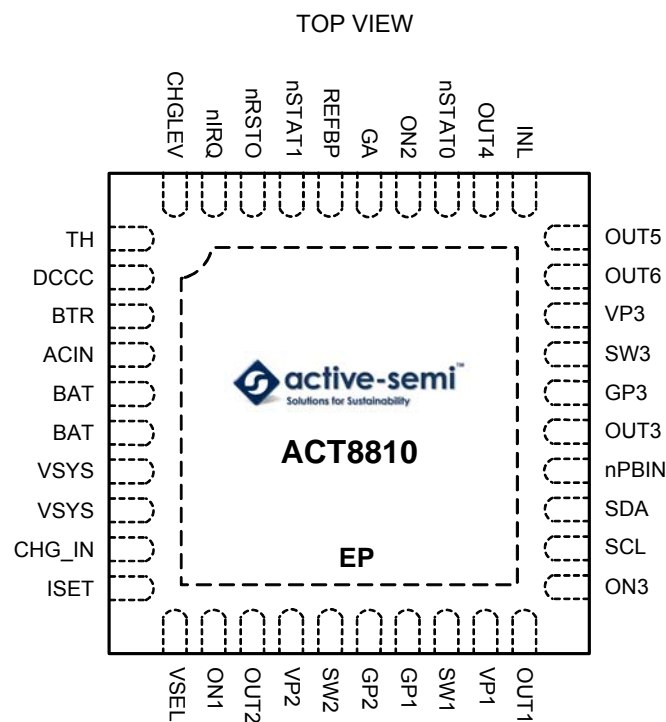 TOP VIEW
CHGLEV
nIRQ
nRSTO
nSTAT1
REFBP
GA
ON2
nSTAT0
OUT4
INL
TH
DCCC
BTR
ACIN
BAT
BAT
VSYS
VSYS
CHG_IN
ISET
active-semi™
Solutions for Sustainability
ACT8810
EP
OUT5
OUT6
VP3
SW3
GP3
OUT3
nPBIN
SDA
SCL
ON3
VSEL
ON1
OUT2
VP2
SW2
GP2
GP1
SW1
VP1
OUT1